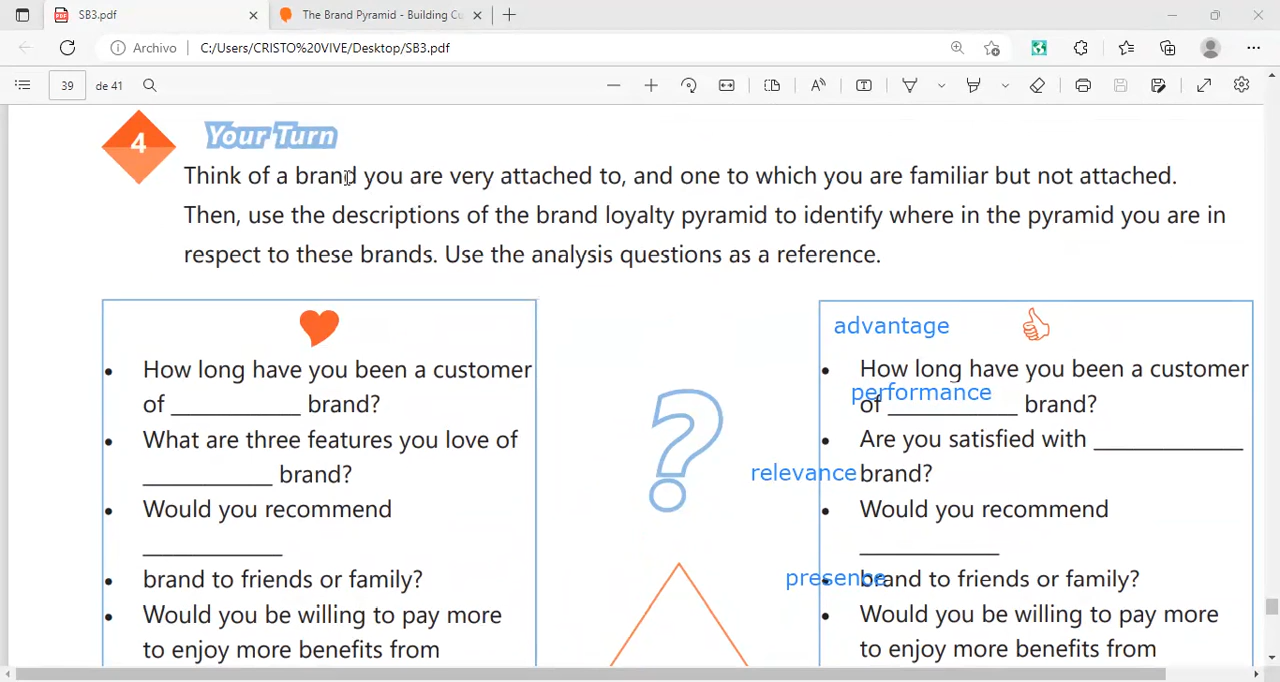 SB3.pdf
The Brand Pyramid - Building Cu
Archivo
C:/Users/CRISTO%20VIVE/Desktop/SB3.pdf
39
de 41
4
Your Turn
Think of a brand you are very attached to, and one to which you are familiar but not attached.
Then, use the descriptions of the brand loyalty pyramid to identify where in the pyramid you are in
respect to these brands. Use the analysis questions as a reference.
• How long have you been a customer
of ____________ brand?
• What are three features you love of
____________ brand?
• Would you recommend
_____________
• brand to friends or family?
• Would you be willing to pay more
to enjoy more benefits from
?
advantage
• How long have you been a customer
performance
of ____________ brand?
• Are you satisfied with ______________
relevance
brand?
• Would you recommend
_____________
presence
• brand to friends or family?
• Would you be willing to pay more
to enjoy more benefits from